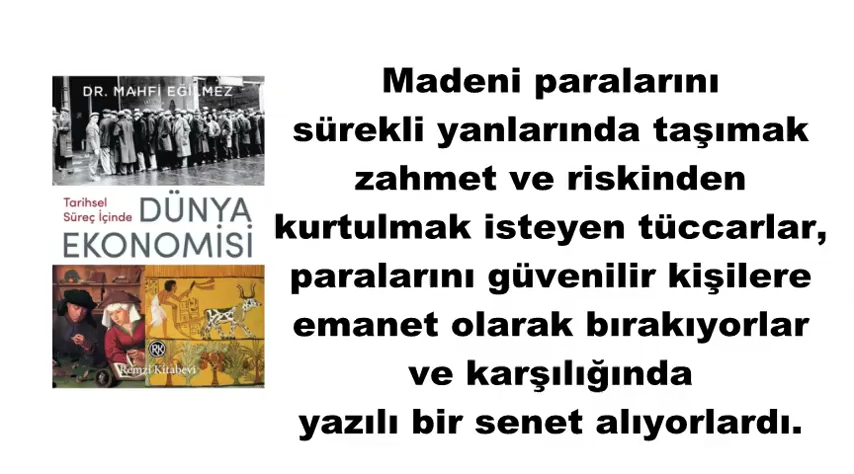 DR. MAHFİ EĞİLMEZ
Tarihsel
Süreç İçinde
DÜNYA
EKONOMİSİ
RK
Remzi Kitabevi
Madeni paralarını
sürekli yanlarında taşımak
zahmet ve riskinden
kurtulmak isteyen tüccarlar,
paralarını güvenilir kişilere
emanet olarak bırakıyorlar
ve karşılığında
yazılı bir senet alıyorlardı.